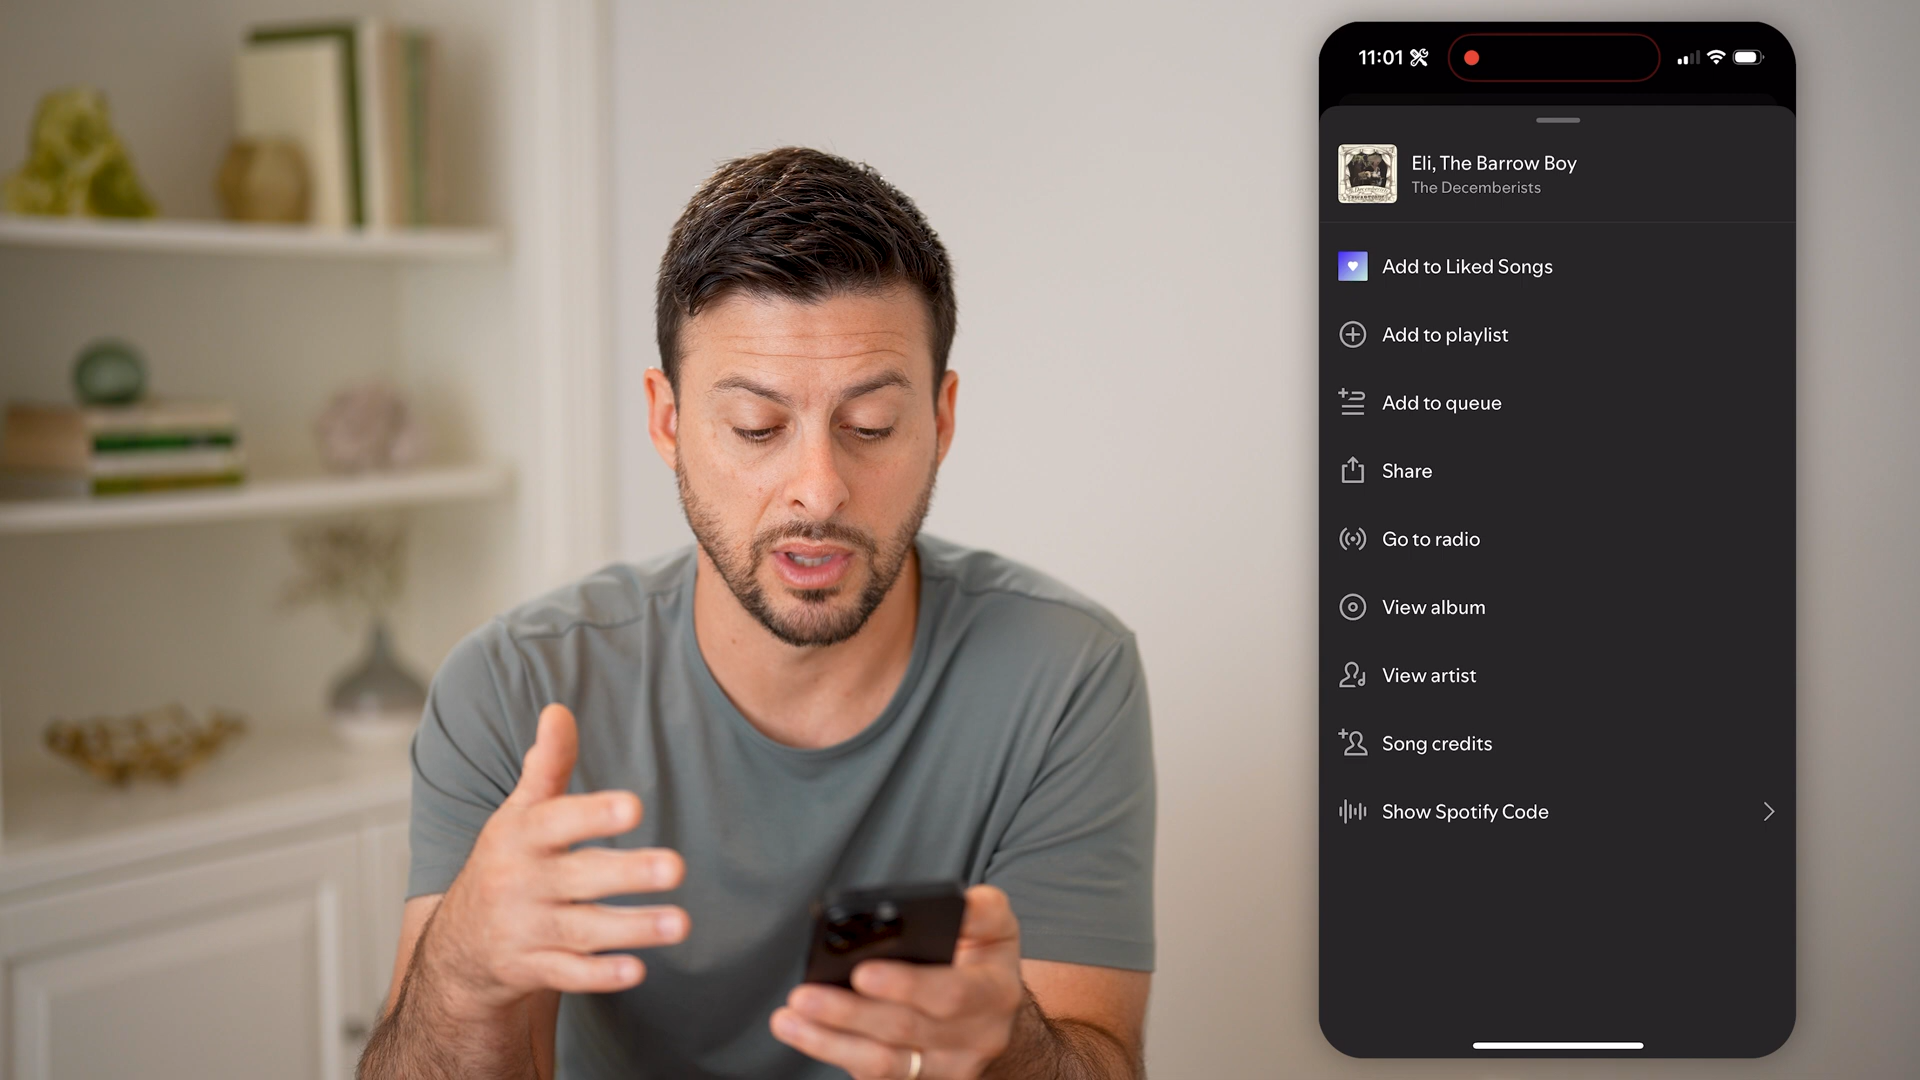 11:01
Eli, The Barrow Boy
The Decemberists
Add to Liked Songs
Add to playlist
Add to queue
Share
Go to radio
View album
View artist
Song credits
Show Spotify Code